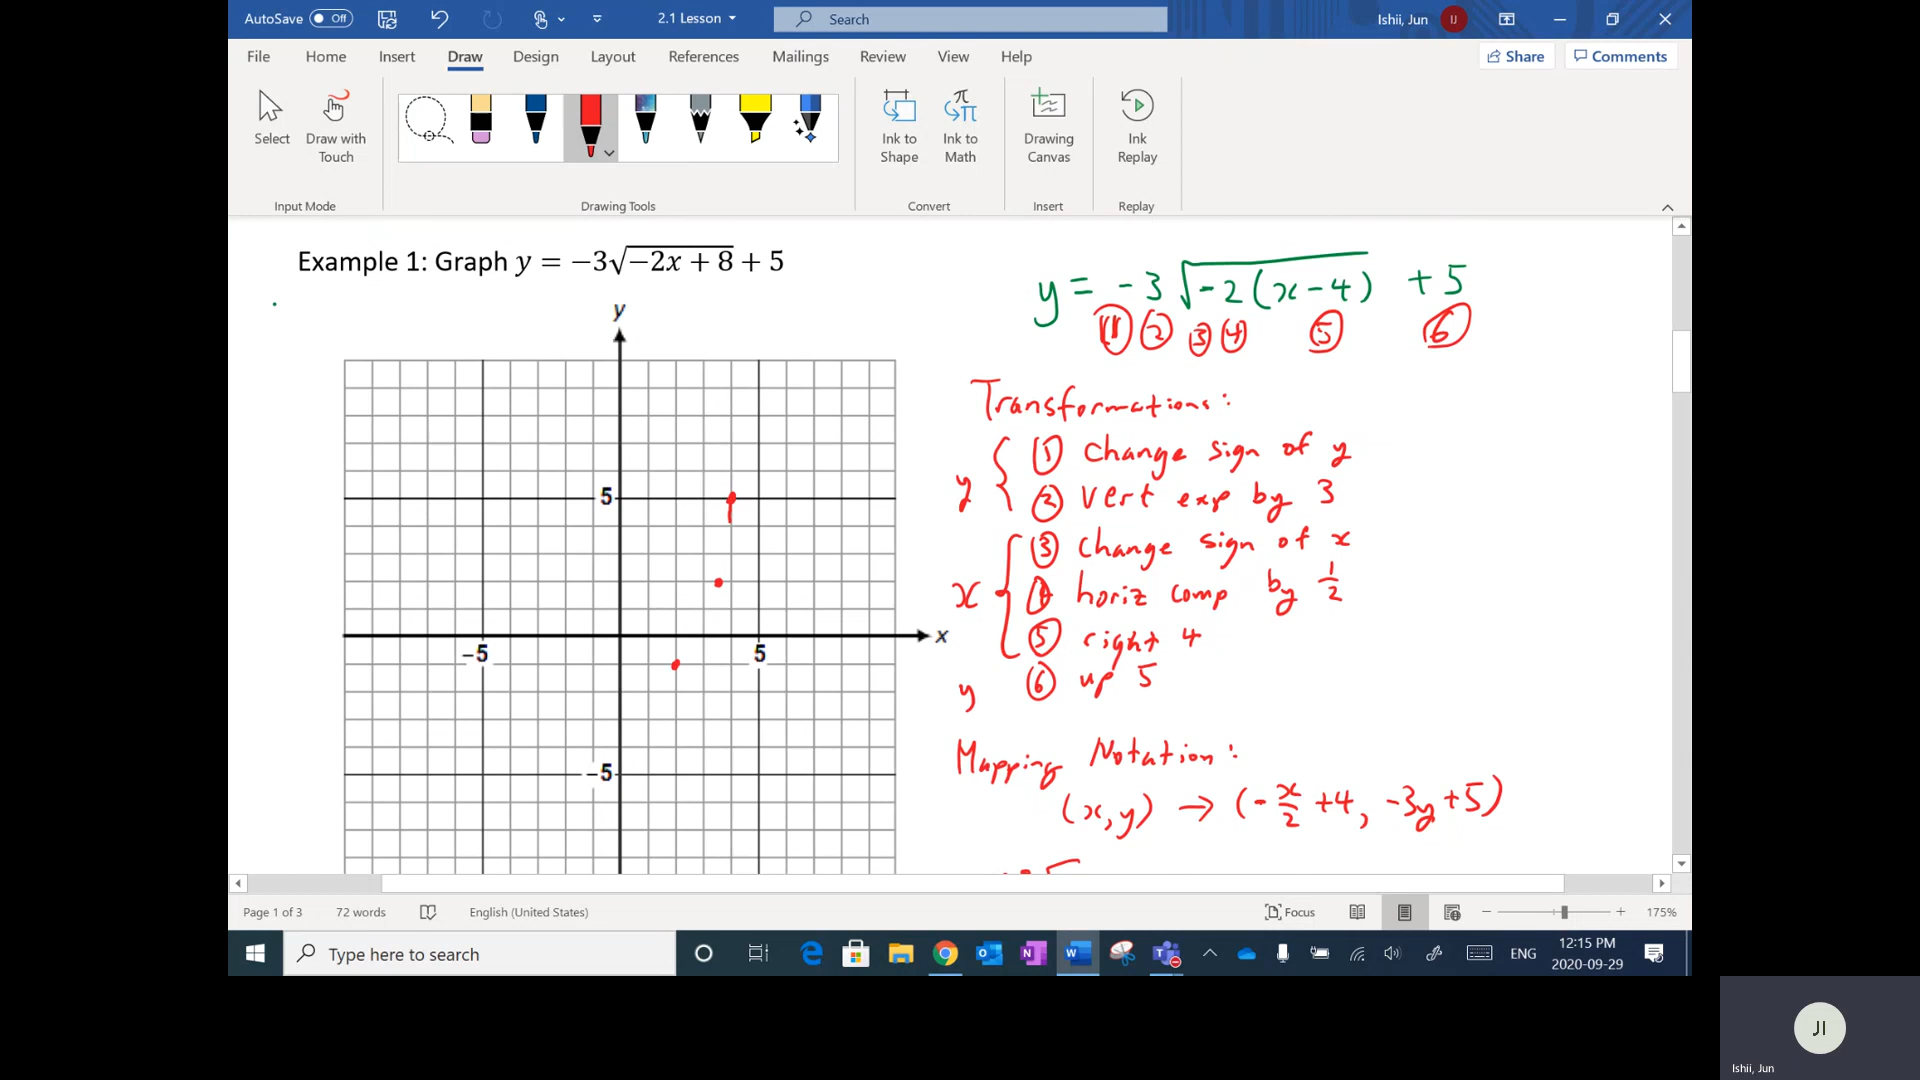 AutoSave Off 2.1 Lesson Search Ishii, Jun IJ
File Home Insert Draw Design Layout References Mailings Review View Help Share Comments
Select Draw with Touch Ink to Shape Ink to Math Drawing Canvas Ink Replay
Input Mode Drawing Tools Convert Insert Replay
Example 1: Graph y = −3√(−2x + 8) + 5
y = -3 √(-2(x-4)) + 5
① ② ③ ④ ⑤ ⑥
y
5
-5
5
x
-5
Transformations:
y { ① change sign of y
② vert exp by 3
x { ③ change sign of x
④ horiz comp by 1/2
⑤ right 4
y ⑥ up 5
Mapping Notation:
(x,y) → (-x/2 +4, -3y+5)
Page 1 of 3 72 words English (United States) Focus 175%
Type here to search ENG 12:15 PM
2020-09-29
JI
Ishii, Jun